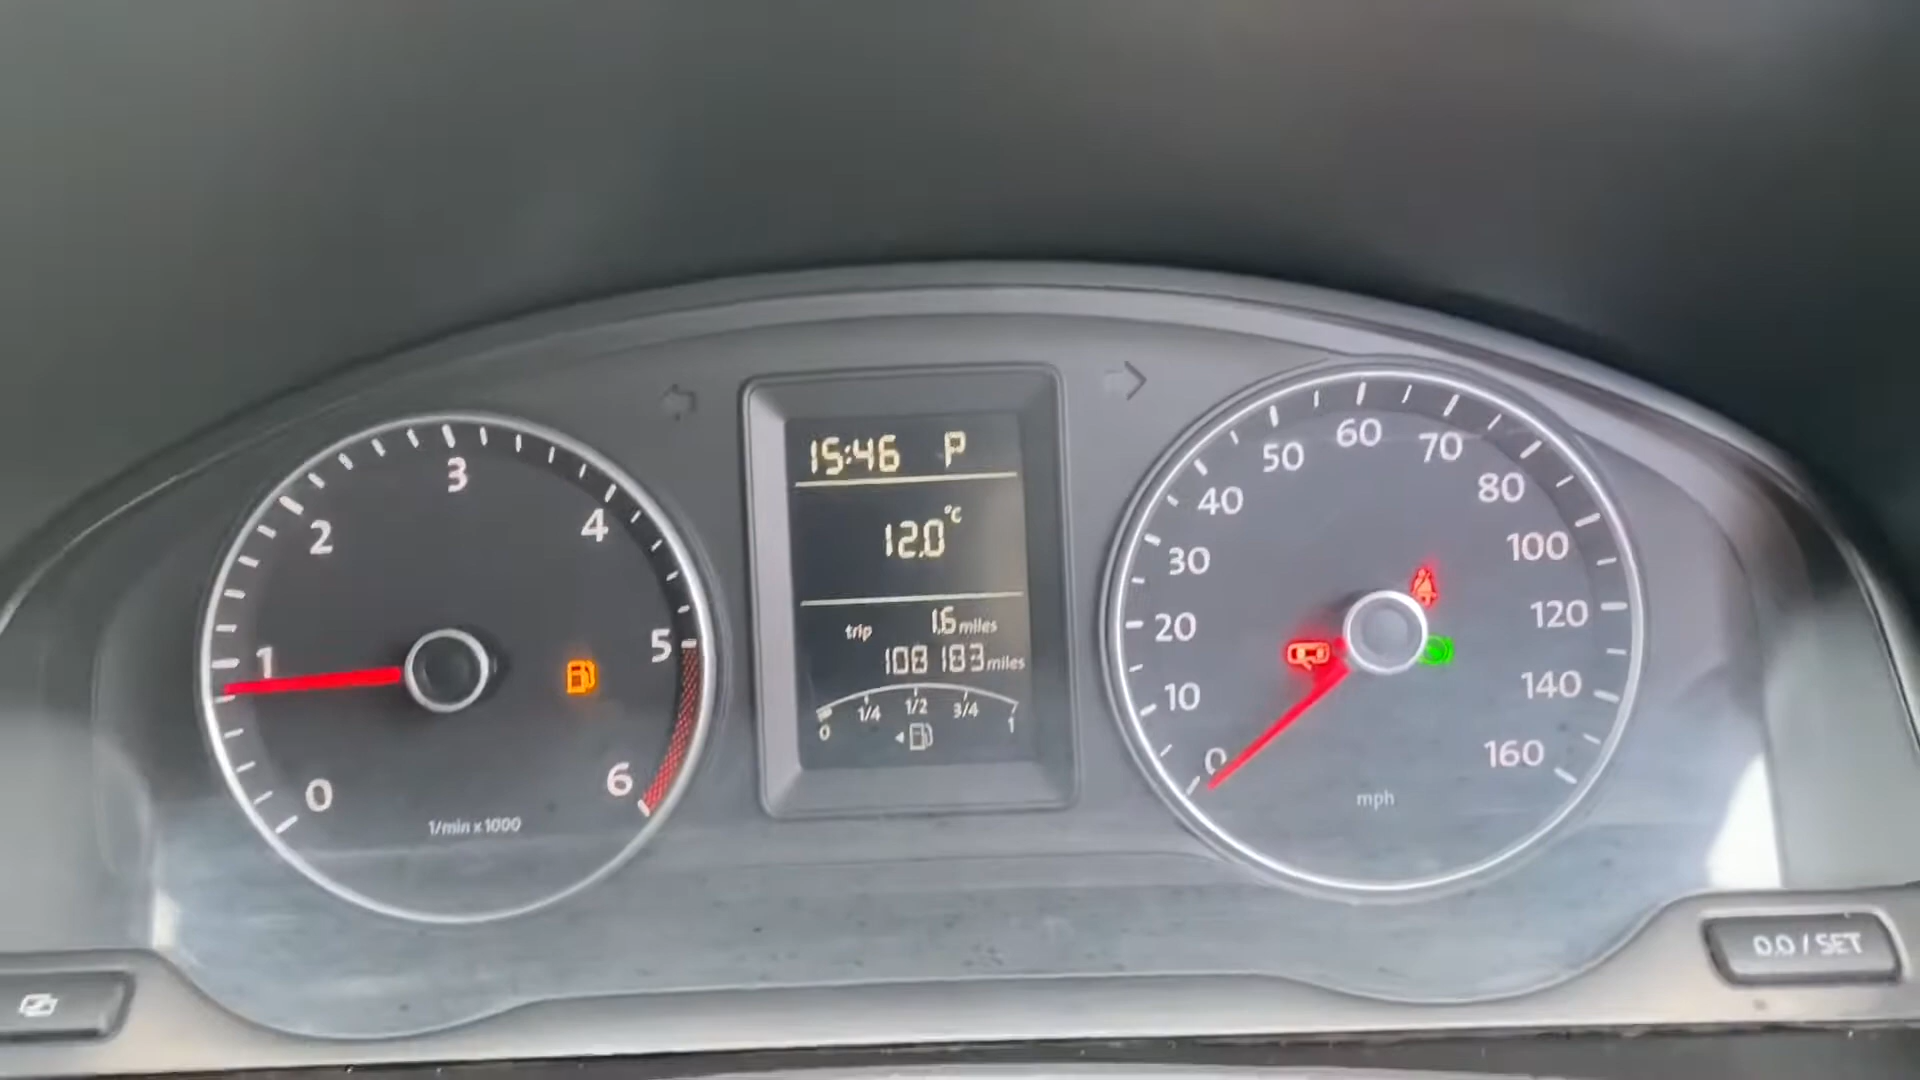 15:46 P
12.0 °C
trip 1.6 miles
108183 miles
0 1/4 1/2 3/4 1
0 1 2 3 4 5 6
1/min x 1000
0 10 20 30 40 50 60 70 80 100 120 140 160
mph
0.0 / SET